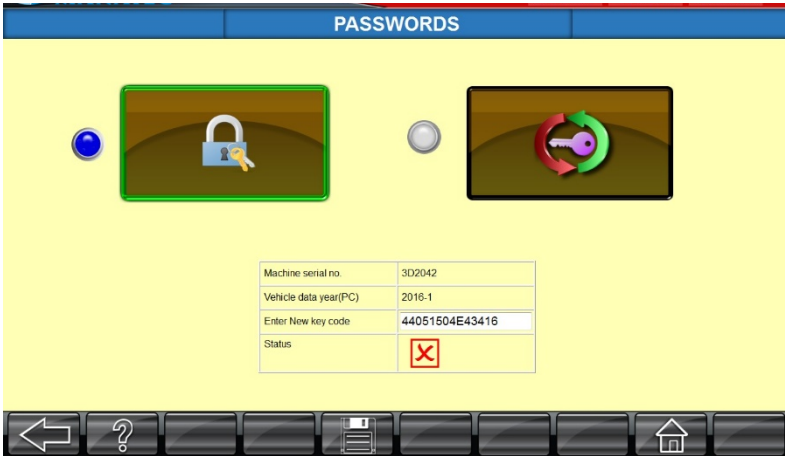 PASSWORDS
Machine serial no. 3D2042
Vehicle data year(PC) 2016-1
Enter New key code 44051504E43416
Status
?